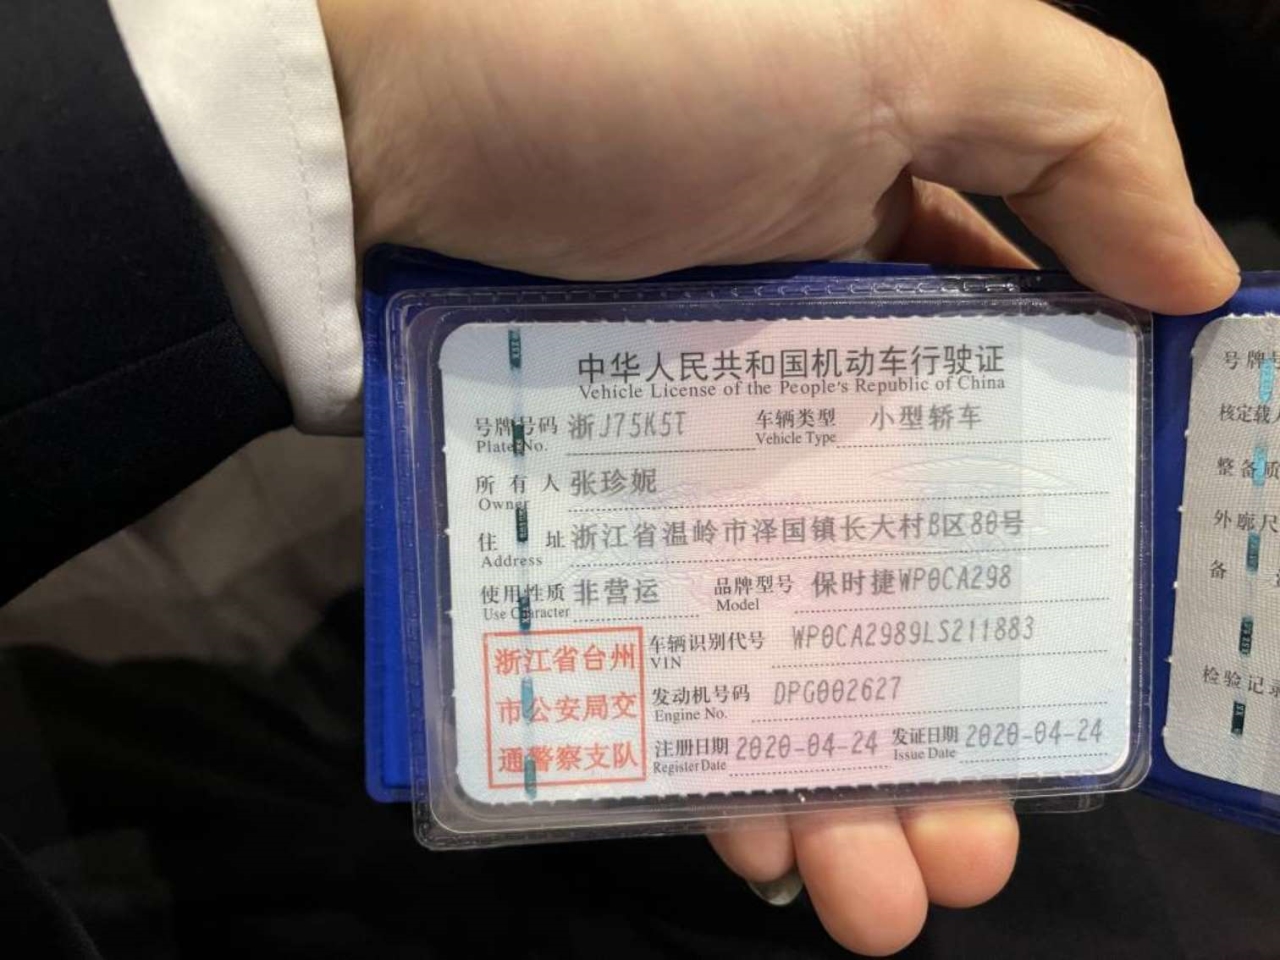 中华人民共和国机动车行驶证
Vehicle License of the People's Republic of China
号牌号码 浙J75K5T 车辆类型 小型轿车
Plate No. Vehicle Type
所有人 张珍妮
Owner
住址 浙江省温岭市泽国镇长大村B区80号
Address
使用性质 非营运 品牌型号 保时捷WP0CA298
Use Character Model
浙江省台州
市公安局交
通警察支队
车辆识别代号 WP0CA2989LS211883
VIN
发动机号码 DPG002627
Engine No.
注册日期 2020-04-24 发证日期 2020-04-24
Register Date Issue Date
号牌
核定载
整备质
外廓尺
备
检验记